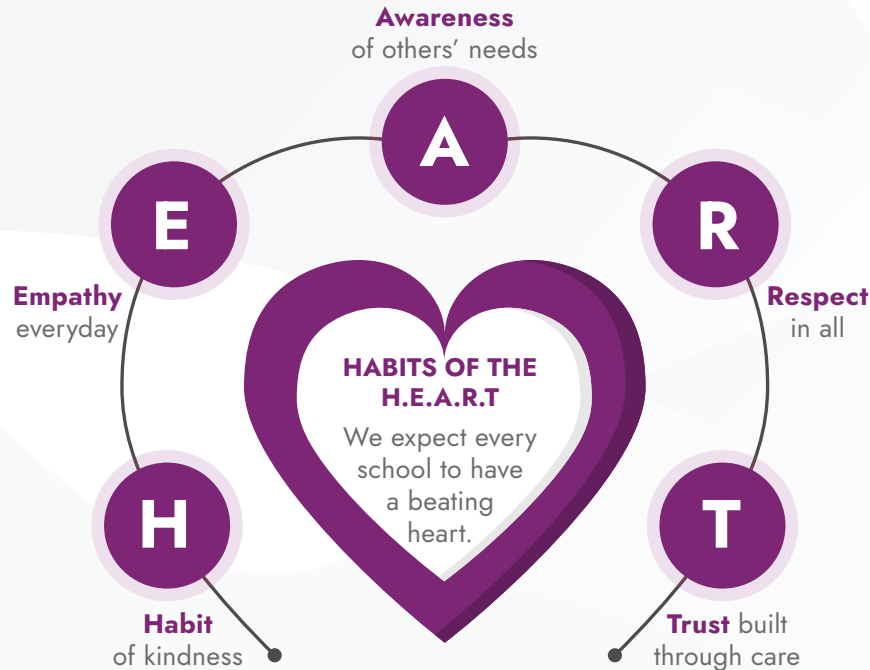 Awareness
of others' needs
A
E
R
Empathy
everyday
Respect
in all
HABITS OF THE
H.E.A.R.T
We expect every
school to have
a beating
heart.
H
T
Habit
of kindness
Trust built
through care